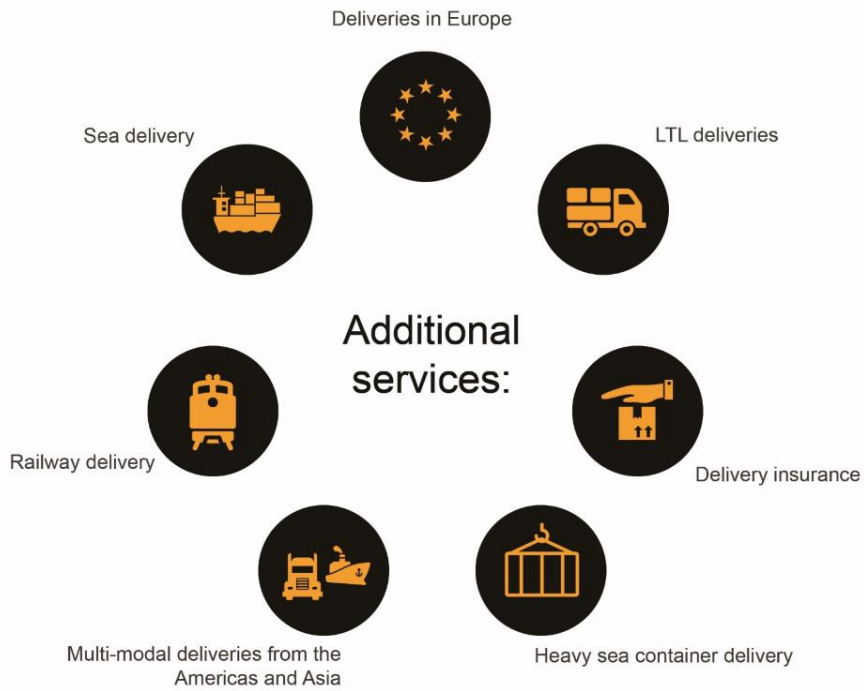 Deliveries in Europe
Sea delivery
LTL deliveries
Additional
services:
Railway delivery
Delivery insurance
Multi-modal deliveries from the
Americas and Asia
Heavy sea container delivery